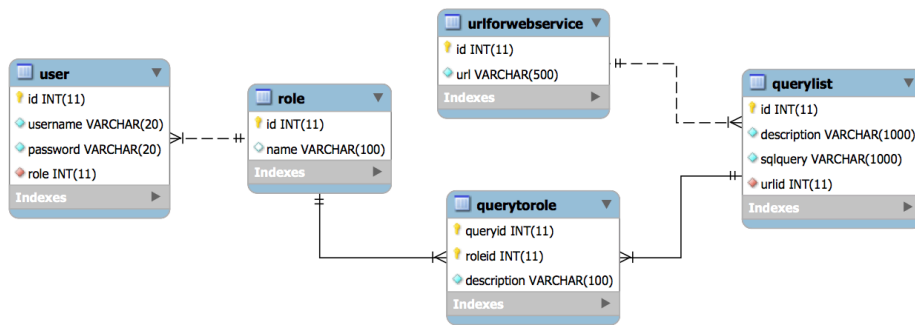 user
id INT(11)
username VARCHAR(20)
password VARCHAR(20)
role INT(11)
Indexes
role
id INT(11)
name VARCHAR(100)
Indexes
urlforwebservice
id INT(11)
url VARCHAR(500)
Indexes
querytorole
queryid INT(11)
roleid INT(11)
description VARCHAR(100)
Indexes
querylist
id INT(11)
description VARCHAR(1000)
sqlquery VARCHAR(1000)
urlid INT(11)
Indexes